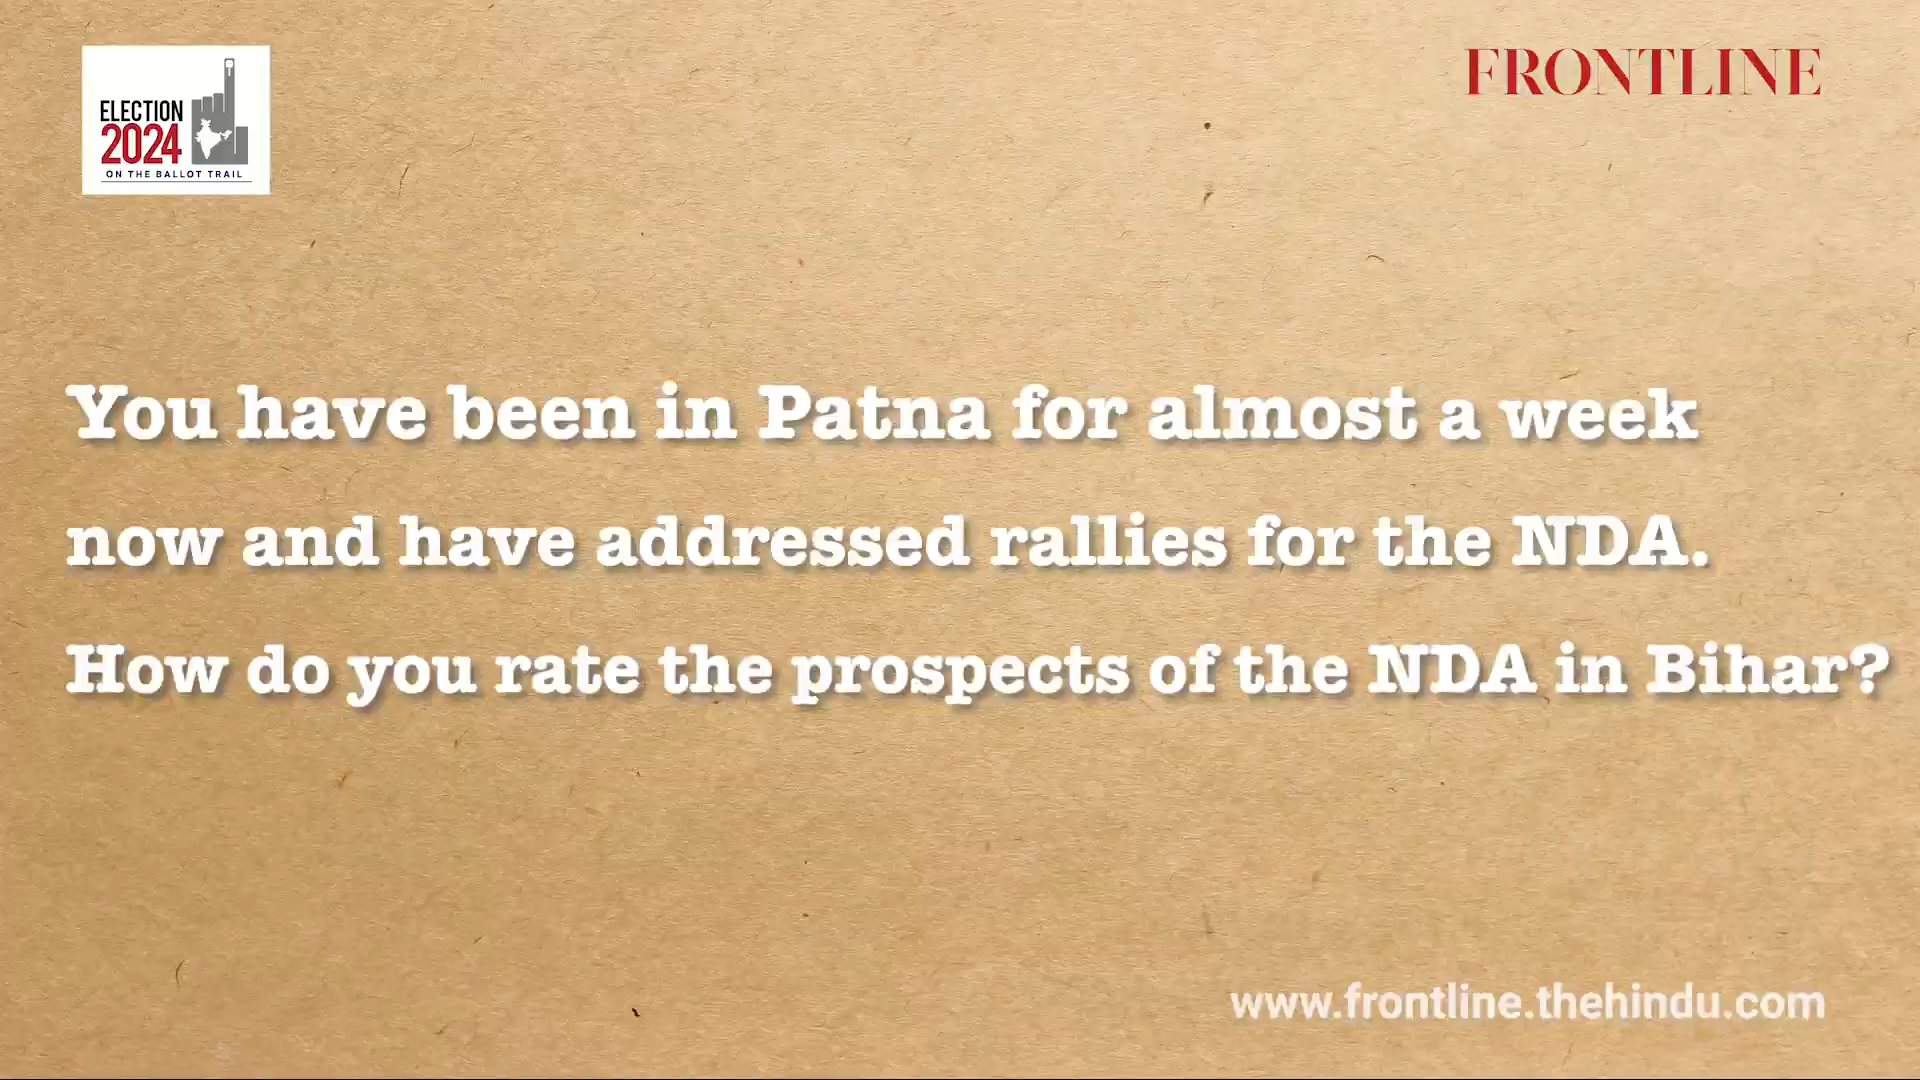 ELECTION
2024
ON THE BALLOT TRAIL
FRONTLINE
You have been in Patna for almost a week
now and have addressed rallies for the NDA.
How do you rate the prospects of the NDA in Bihar?
www.frontline.thehindu.com